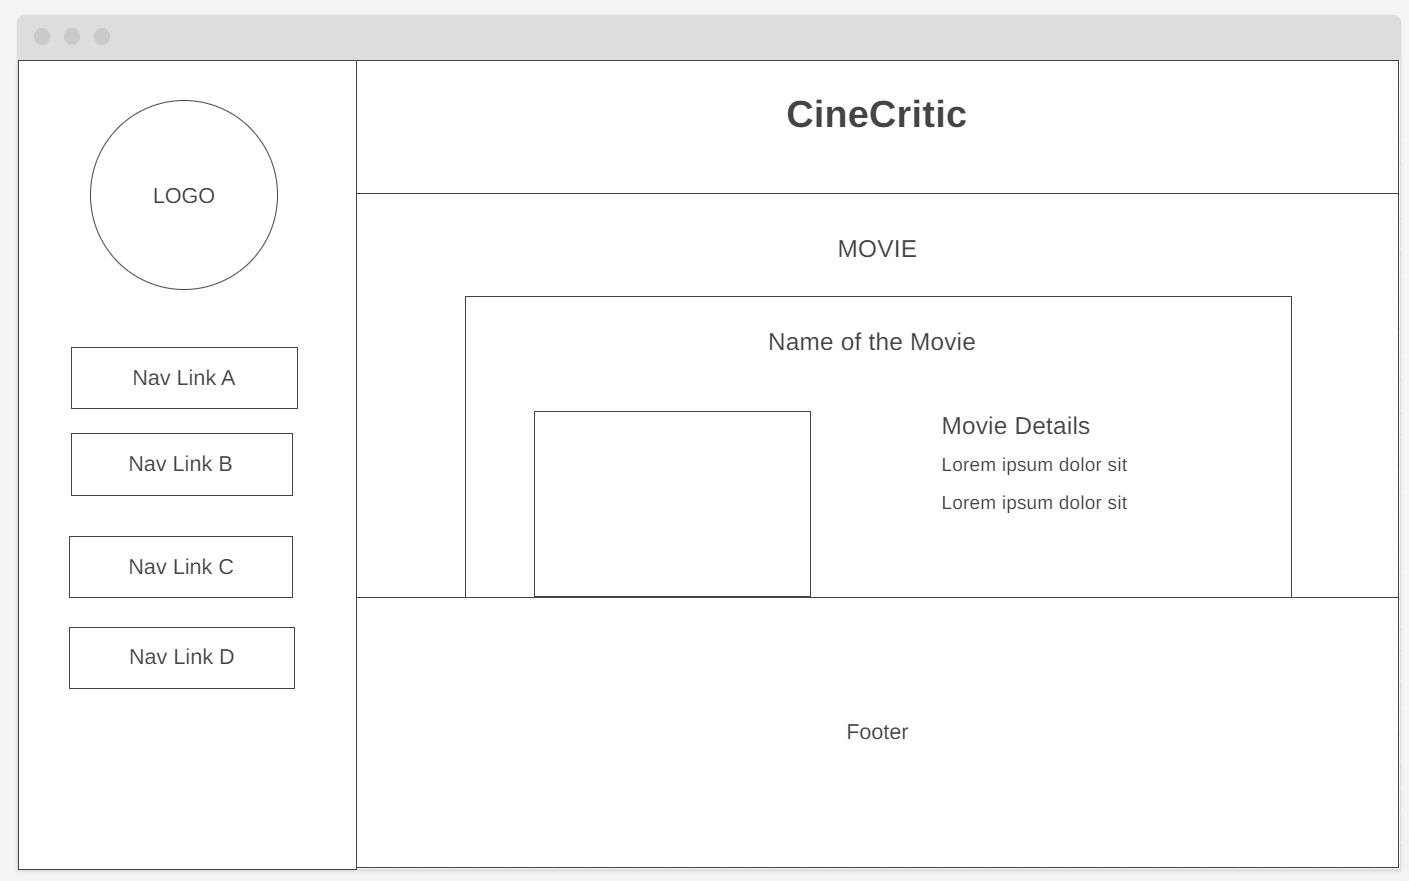 LOGO
Nav Link A
Nav Link B
Nav Link C
Nav Link D
CineCritic
MOVIE
Name of the Movie
Movie Details
Lorem ipsum dolor sit
Lorem ipsum dolor sit
Footer